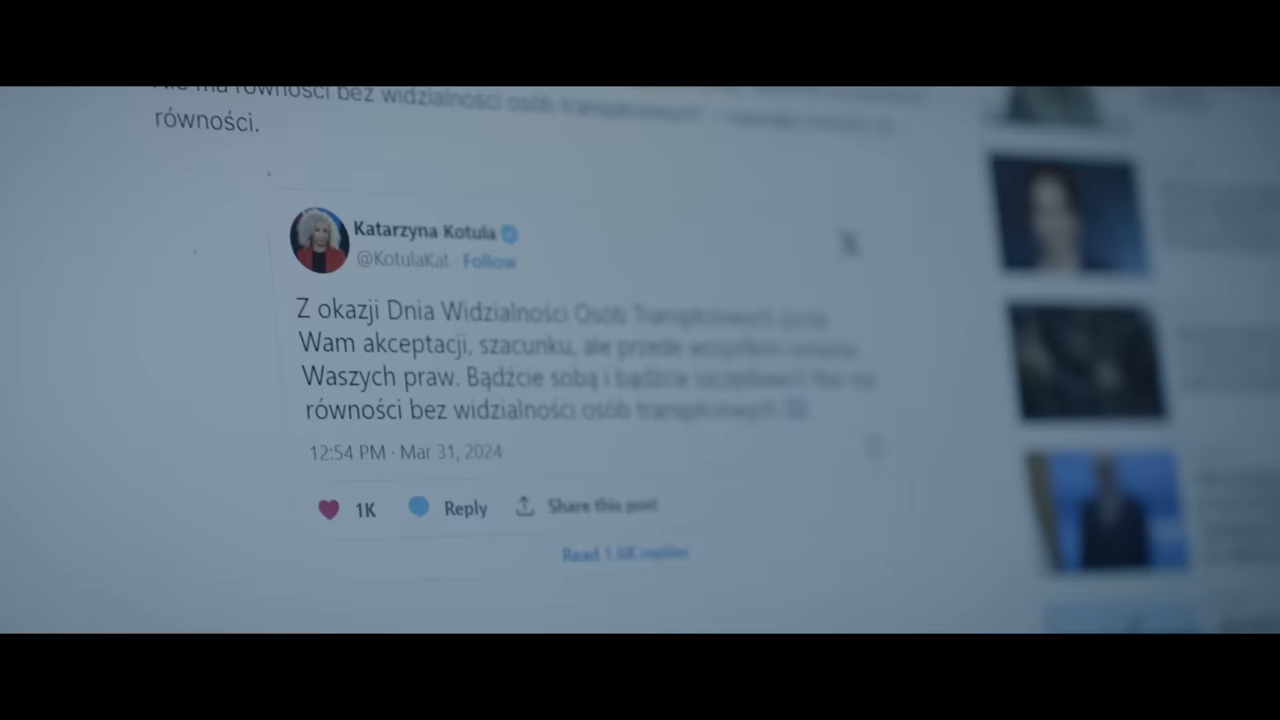 Nie ma równości bez widzialności osób transpłciowych" –
równości.
Katarzyna Kotula
@KotulaKat · Follow
X
Z okazji Dnia Widzialności Osób Transpłciowych życzę
Wam akceptacji, szacunku, ale przede wszystkim
Waszych praw. Bądźcie sobą i bądźcie szczęśliwi! Nie ma
równości bez widzialności osób transpłciowych
12:54 PM · Mar 31, 2024
1K Reply Share this post
Read 1.6K replies